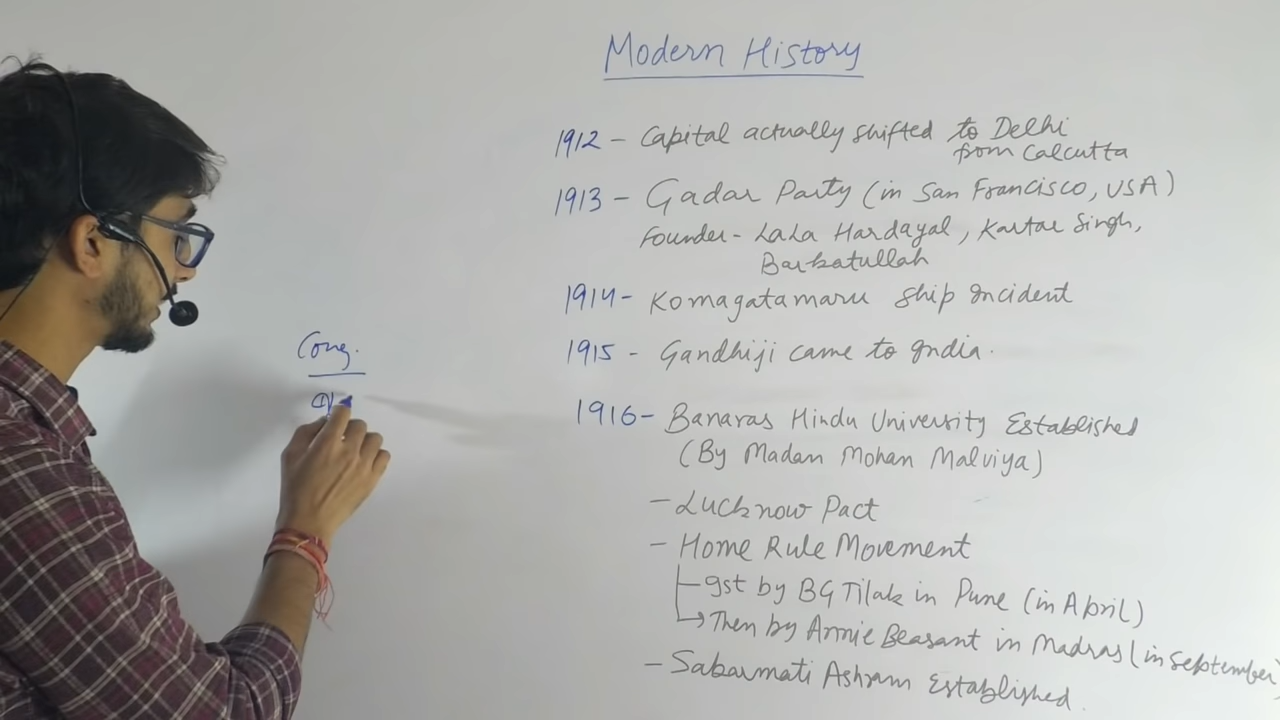 Modern History
1912 - Capital actually shifted to Delhi
from Calcutta
1913 - Gadar Party (in San Francisco, USA)
Founder - Lala Hardayal, Kartar Singh,
Barkatullah
1914 - Komagatamaru Ship Incident
1915 - Gandhiji came to India.
1916 - Banaras Hindu University Established
(By Madan Mohan Malviya)
- Lucknow Pact
- Home Rule Movement
Ist by BG Tilak in Pune (in April)
Then by Annie Beasant in Madras (in September)
- Sabarmati Ashram Established.
Cong.